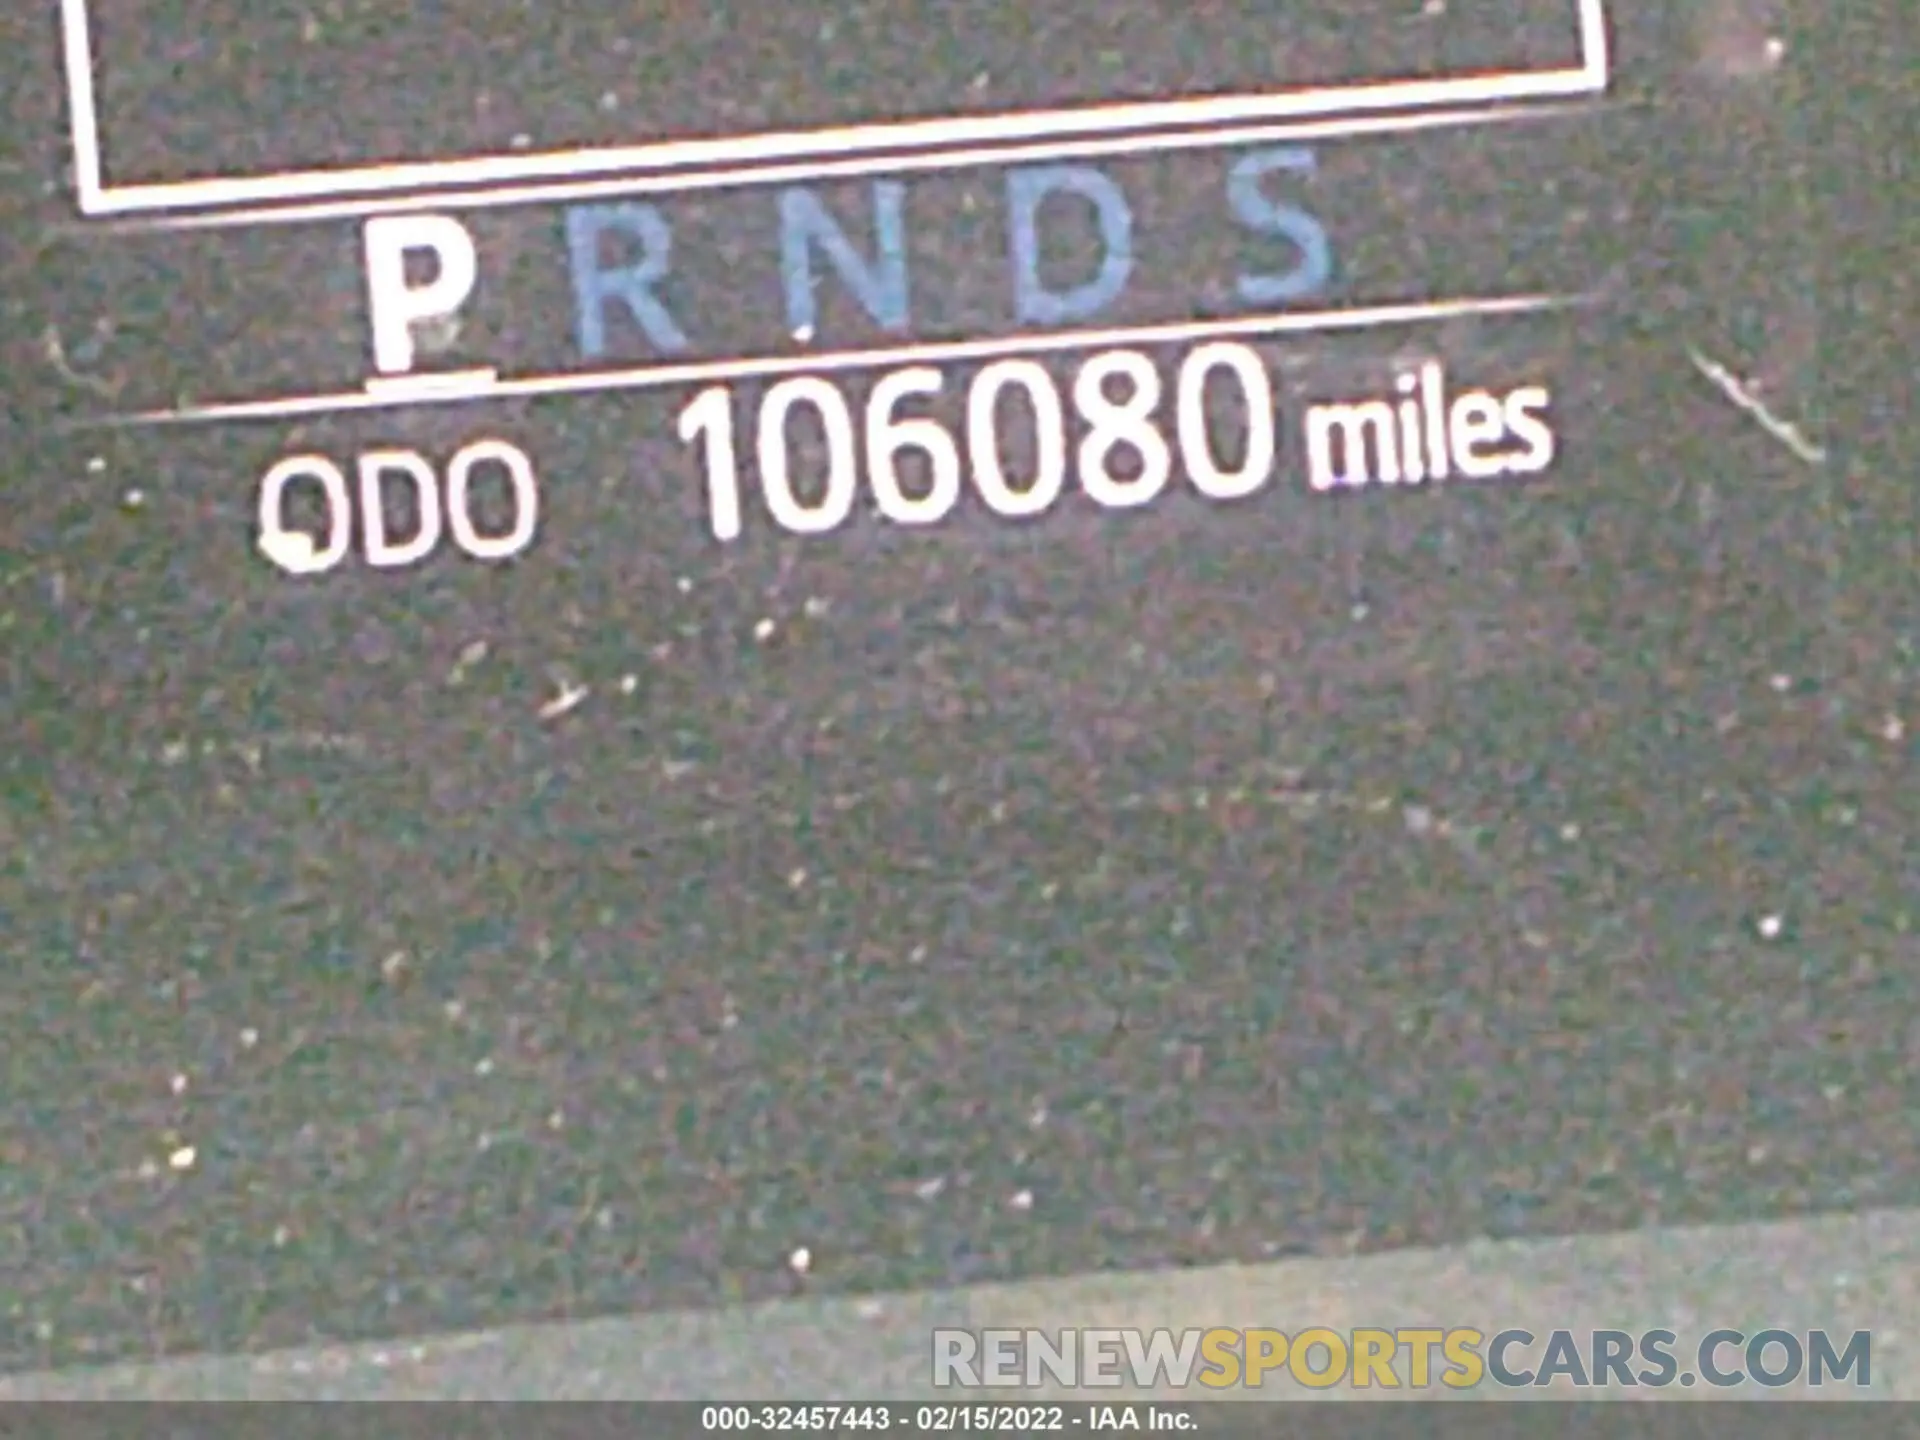 P R N D S
ODO 106080 miles
RENEWSPORTSCARS.COM
000-32457443 - 02/15/2022 - IAA Inc.